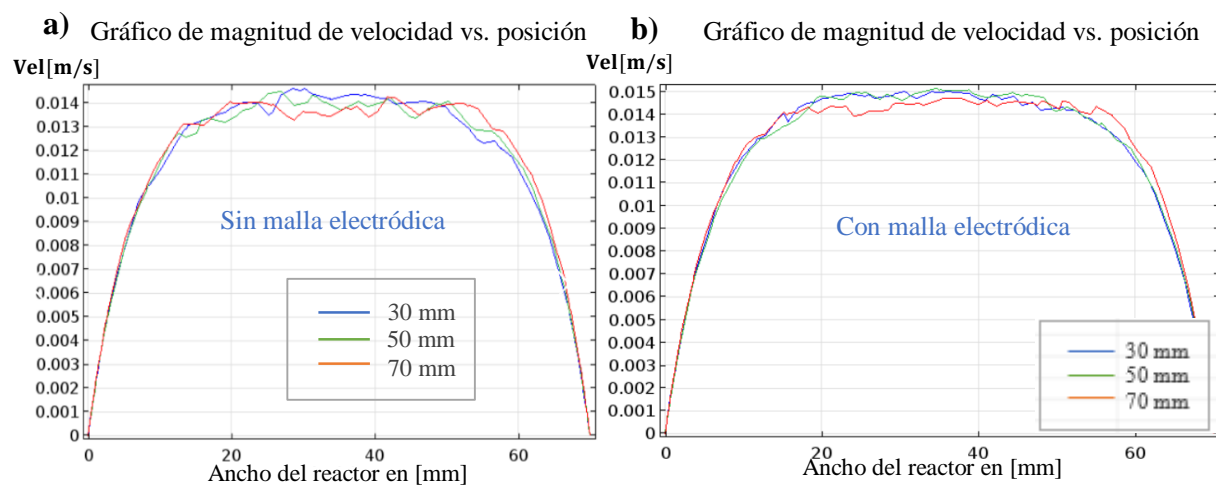 a)
Gráfico de magnitud de velocidad vs. posición
Vel[m/s]
0.014
0.013
0.012
0.011
0.01
0.009
0.008
0.007
0.006
0.005
0.004
0.003
0.002
0.001
0
Sin malla electródica
30 mm
50 mm
70 mm
0
20
40
60
Ancho del reactor en [mm]
b)
Gráfico de magnitud de velocidad vs. posición
Vel[m/s]
0.015
0.014
0.013
0.012
0.011
0.01
0.009
0.008
0.007
0.006
0.005
0.004
0.003
0.002
0.001
0
Con malla electródica
30 mm
50 mm
70 mm
0
20
40
60
Ancho del reactor en [mm]